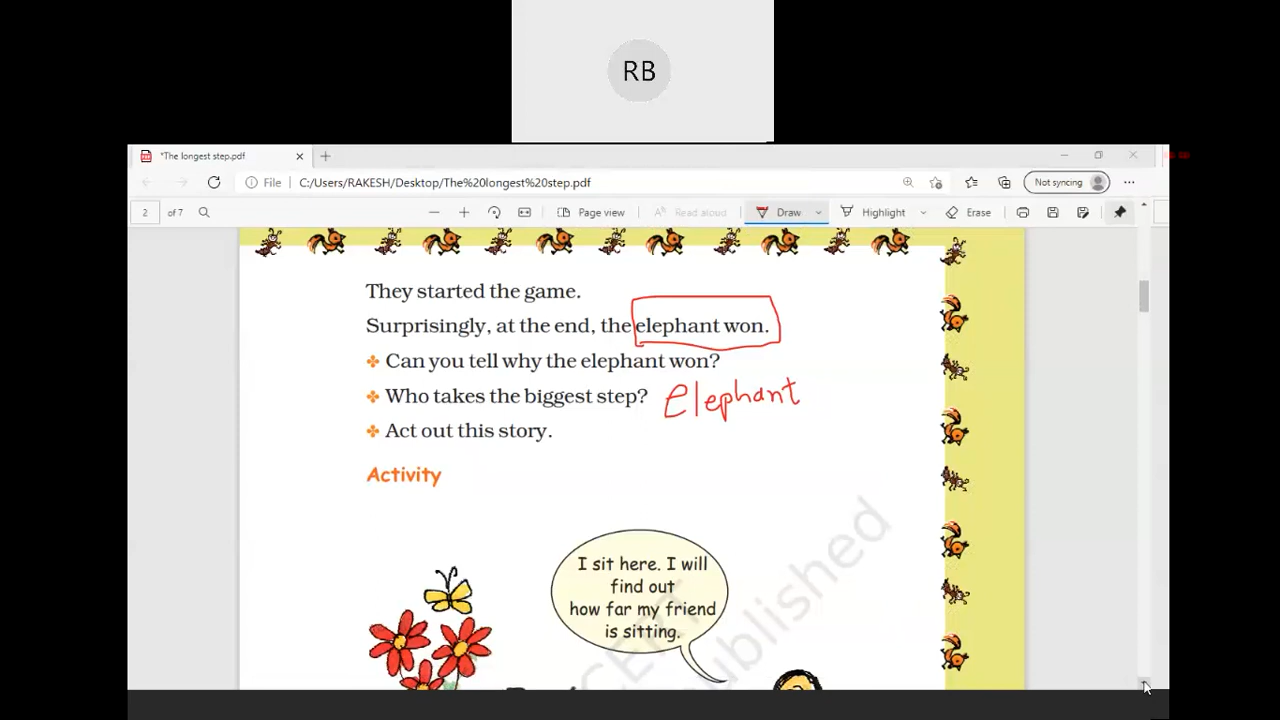 RB
*The longest step.pdf
File C:/Users/RAKESH/Desktop/The%20longest%20step.pdf Not syncing
2 of 7 Page view Read aloud Draw Highlight Erase
They started the game.
Surprisingly, at the end, the elephant won.
Can you tell why the elephant won?
Who takes the biggest step? Elephant
Act out this story.
Activity
I sit here. I will
find out
how far my friend
is sitting.
CERT
published